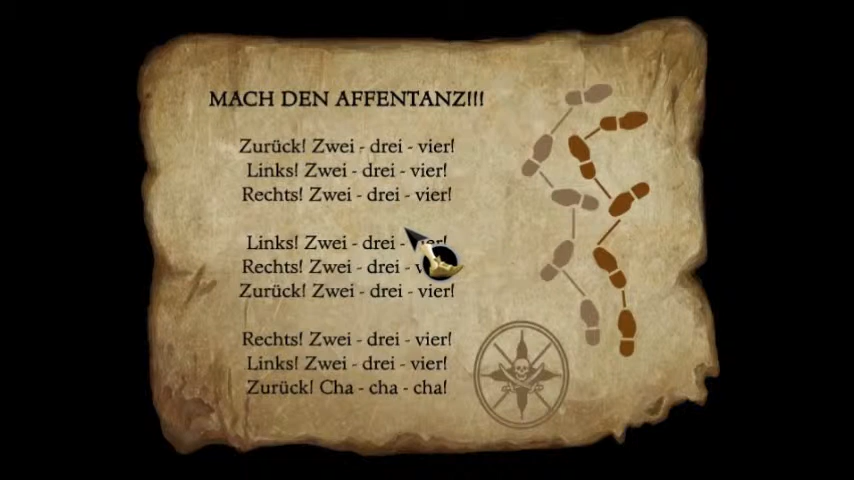 MACH DEN AFFENTANZ!!!
Zurück! Zwei - drei - vier!
Links! Zwei - drei - vier!
Rechts! Zwei - drei - vier!
Links! Zwei - drei - vier!
Rechts! Zwei - drei -
Zurück! Zwei - drei - vier!
Rechts! Zwei - drei - vier!
Links! Zwei - drei - vier!
Zurück! Cha - cha - cha!